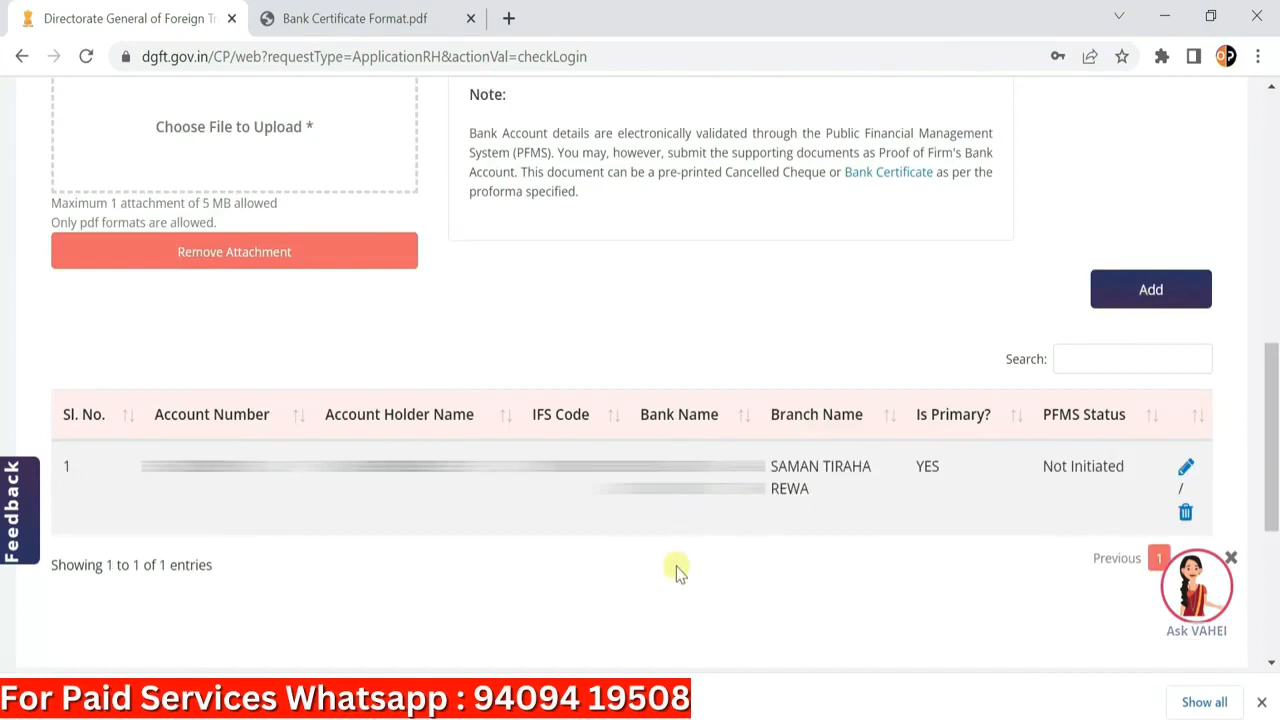 Directorate General of Foreign Tr
Bank Certificate Format.pdf
dgft.gov.in/CP/web?requestType=ApplicationRH&actionVal=checkLogin
Choose File to Upload *
Maximum 1 attachment of 5 MB allowed
Only pdf formats are allowed.
Remove Attachment
Note:
Bank Account details are electronically validated through the Public Financial Management
System (PFMS). You may, however, submit the supporting documents as Proof of Firm's Bank
Account. This document can be a pre-printed Cancelled Cheque or Bank Certificate as per the
proforma specified.
Add
Search:
Sl. No. Account Number Account Holder Name IFS Code Bank Name Branch Name Is Primary? PFMS Status
1 SAMAN TIRAHA YES Not Initiated
/
REWA
Feedback
Showing 1 to 1 of 1 entries
Previous 1
Ask VAHEI
For Paid Services Whatsapp : 94094 19508
Show all